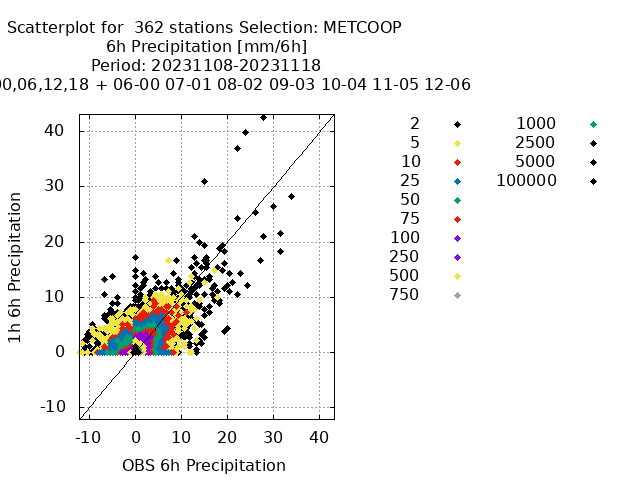 Scatterplot for 362 stations Selection: METCOOP
6h Precipitation [mm/6h]
Period: 20231108-20231118
00,06,12,18 + 06-00 07-01 08-02 09-03 10-04 11-05 12-06
2
5
10
25
50
75
100
250
500
750
1000
2500
5000
100000
1h 6h Precipitation
40
30
20
10
0
-10
-10 0 10 20 30 40
OBS 6h Precipitation